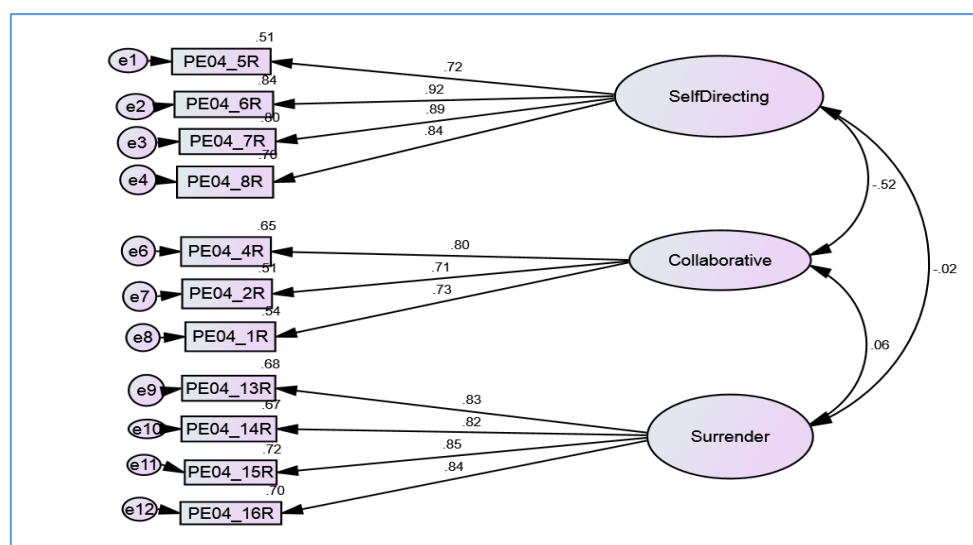 .51
e1 PE04_5R
.72
SelfDirecting
.84
e2 PE04_6R
.92
.80
e3 PE04_7R
.89
.70
e4 PE04_8R
.84
-.52
.65
e6 PE04_4R
.80
Collaborative
-.02
.51
e7 PE04_2R
.71
.54
e8 PE04_1R
.73
.06
.68
e9 PE04_13R
.83
.67
e10 PE04_14R
.82
Surrender
.72
e11 PE04_15R
.85
.70
e12 PE04_16R
.84